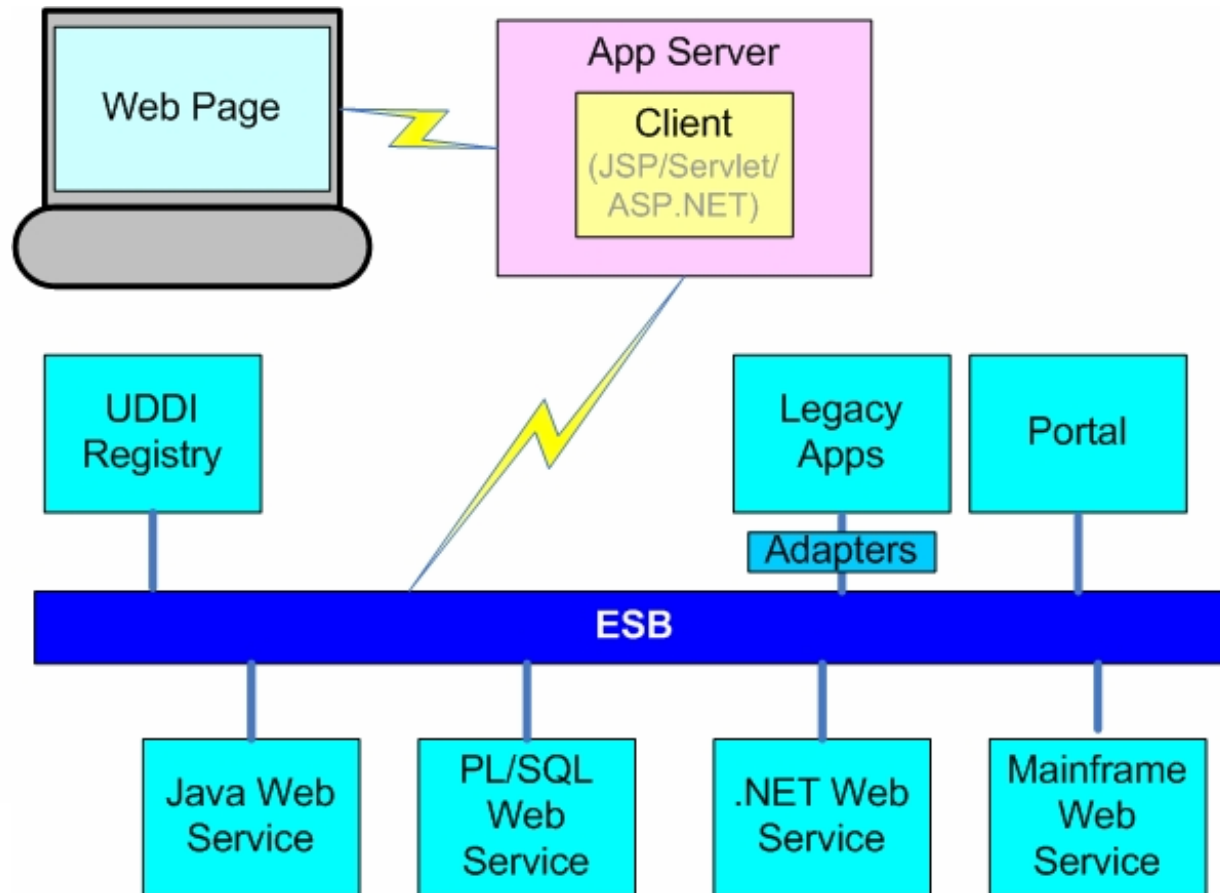 Web Page
App Server
Client
(JSP/Servlet/
ASP.NET)
UDDI
Registry
Legacy
Apps
Portal
Adapters
ESB
Java Web
Service
PL/SQL
Web
Service
.NET Web
Service
Mainframe
Web
Service